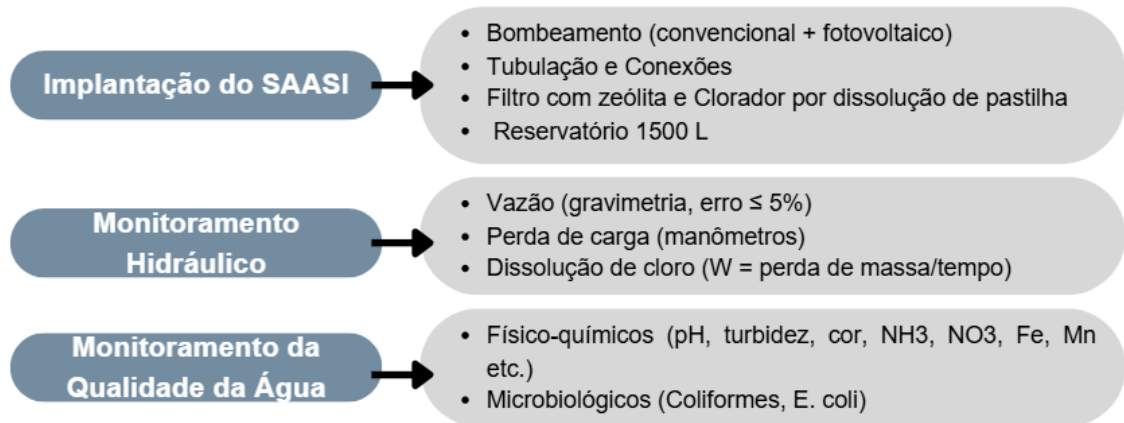 Implantação do SAASI
• Bombeamento (convencional + fotovoltaico)
• Tubulação e Conexões
• Filtro com zeólita e Clorador por dissolução de pastilha
• Reservatório 1500 L
Monitoramento
Hidráulico
• Vazão (gravimetria, erro ≤ 5%)
• Perda de carga (manômetros)
• Dissolução de cloro (W = perda de massa/tempo)
Monitoramento da
Qualidade da Água
• Físico-químicos (pH, turbidez, cor, NH3, NO3, Fe, Mn
etc.)
• Microbiológicos (Coliformes, E. coli)